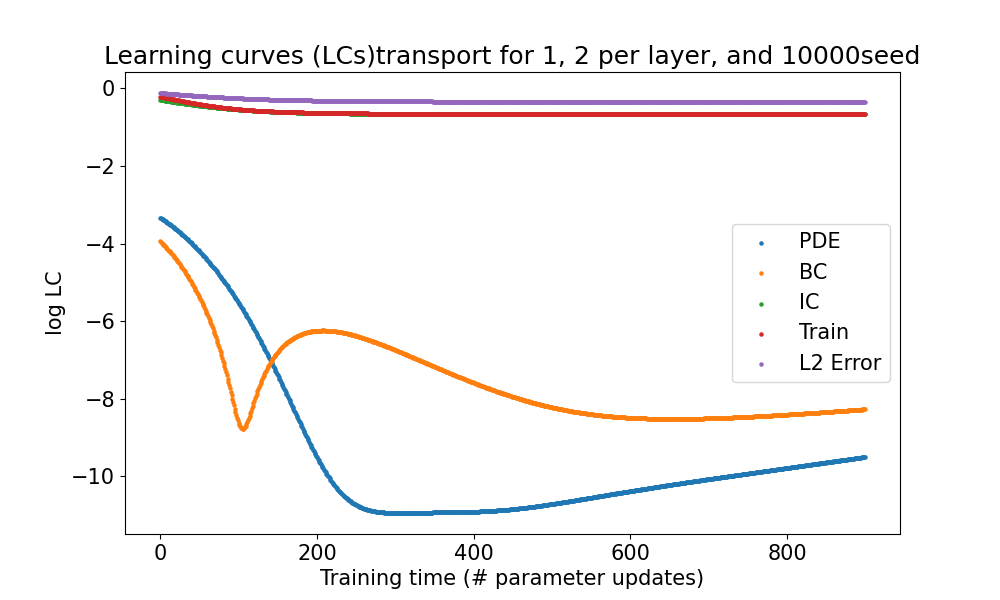 Learning curves (LCs)transport for 1, 2 per layer, and 10000seed
0
−2
−4
−6
−8
−10
log LC
PDE
BC
IC
Train
L2 Error
0 200 400 600 800
Training time (# parameter updates)